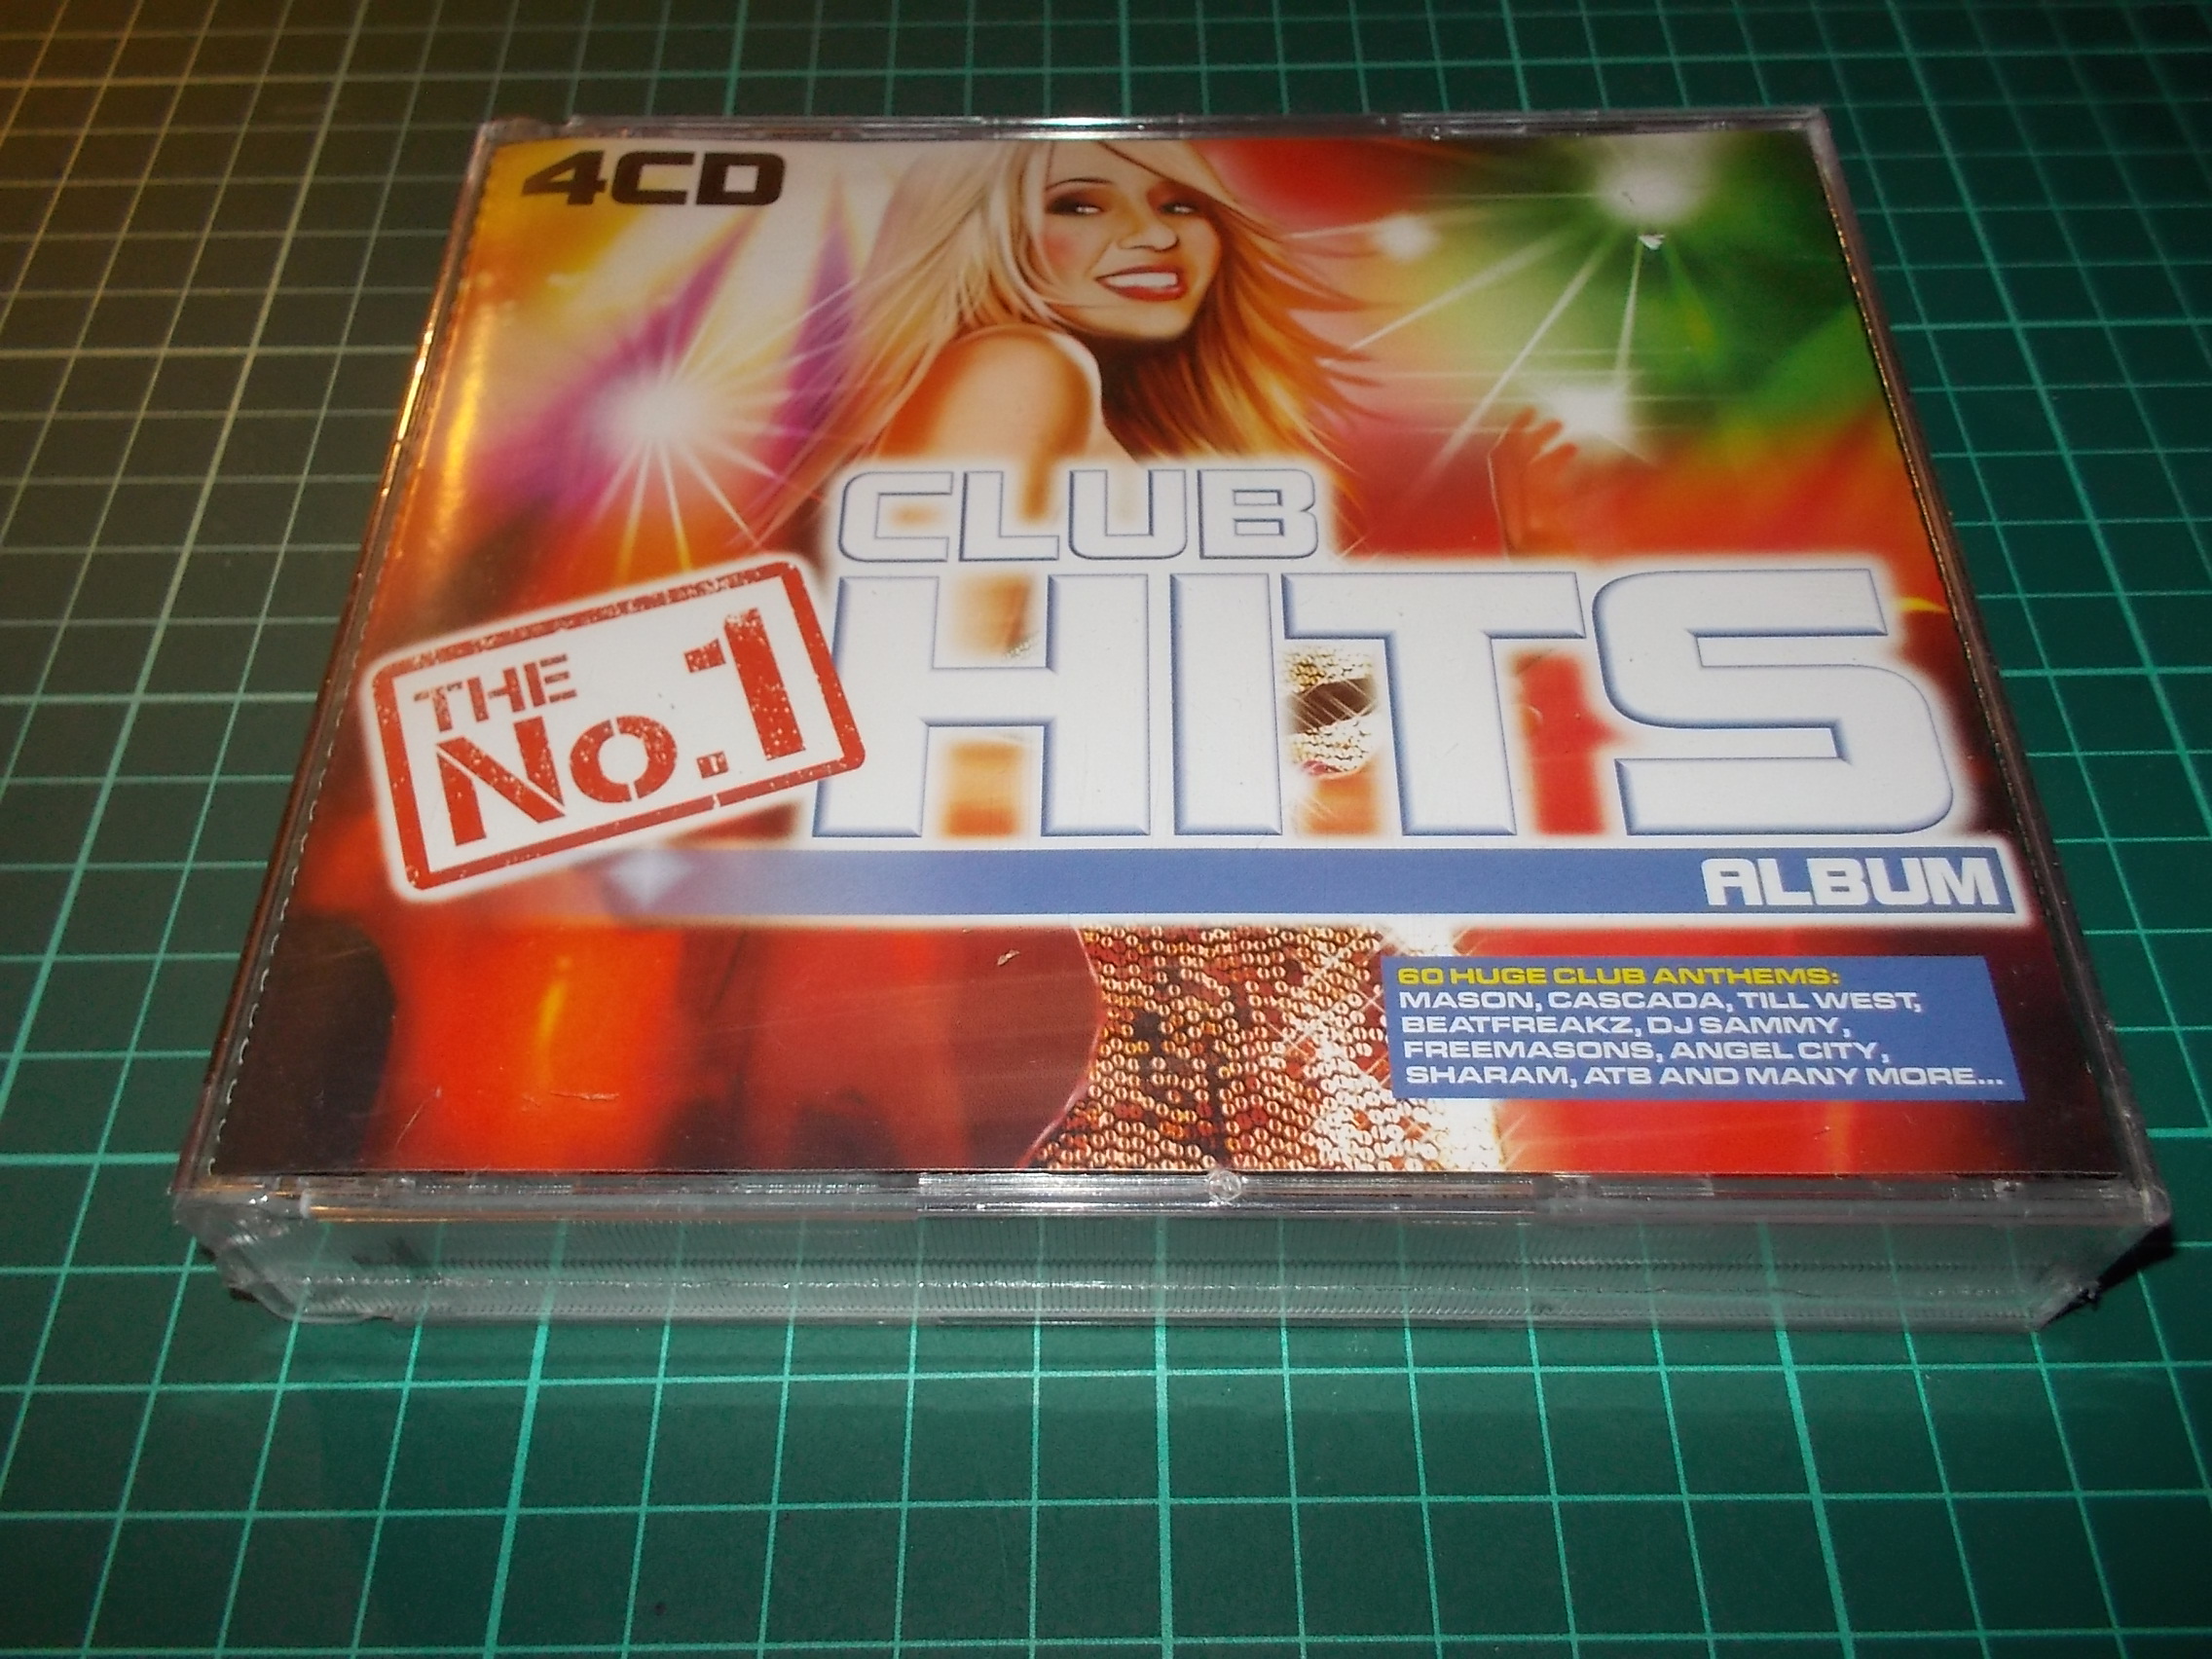 4CD
CLUB
THE
No.1
HITS
ALBUM
60 HUGE CLUB ANTHEMS:
MASON, CASCADA, TILL WEST,
BEATFREAKZ, DJ SAMMY,
FREEMASONS, ANGEL CITY,
SHARAM, ATB AND MANY MORE...